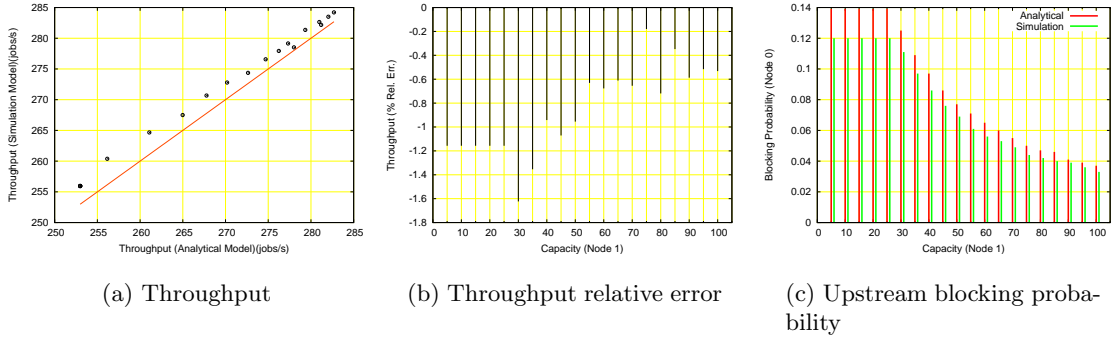 Throughput (Simulation Model)(jobs/s)
285
280
275
270
265
260
255
250
250 255 260 265 270 275 280 285
Throughput (Analytical Model)(jobs/s)
(a) Throughput
Throughput (% Rel. Err.)
0
-0.2
-0.4
-0.6
-0.8
-1
-1.2
-1.4
-1.6
-1.8
0 10 20 30 40 50 60 70 80 90 100
Capacity (Node 1)
(b) Throughput relative error
Blocking Probability (Node 0)
0.14
0.12
0.1
0.08
0.06
0.04
0.02
0
Analytical
Simulation
0 10 20 30 40 50 60 70 80 90 100
Capacity (Node 1)
(c) Upstream blocking proba-
bility